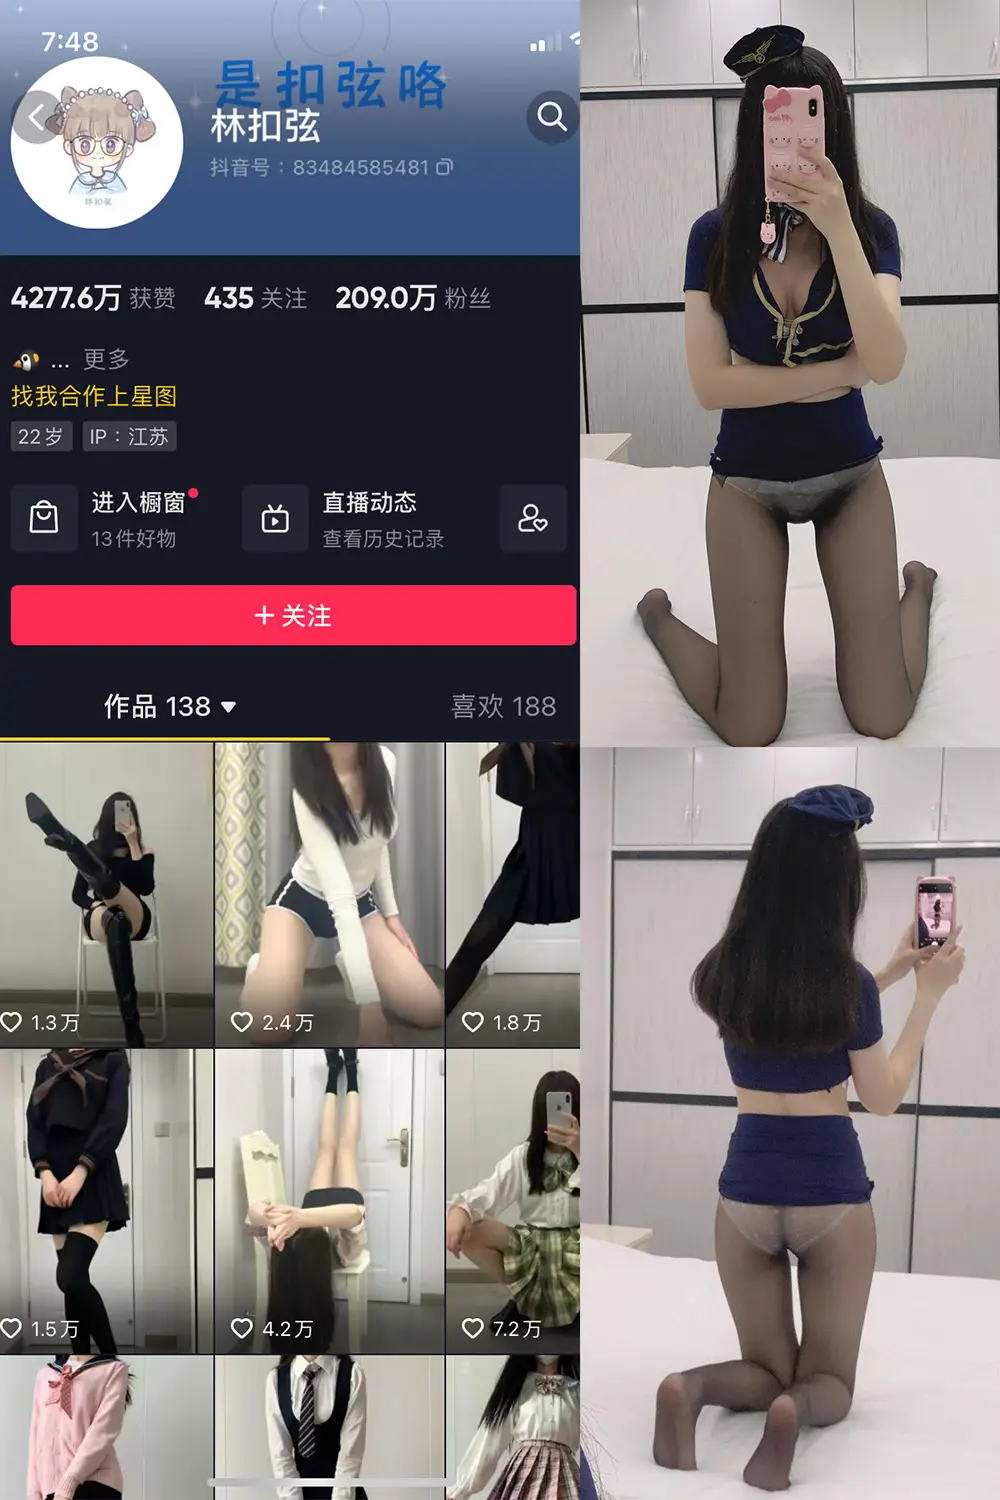 7:48
是扣弦咯
林扣弦
抖音号：83484585481
林扣弦
4277.6万 获赞 435 关注 209.0万 粉丝
... 更多
找我合作上星图
22岁 IP：江苏
进入橱窗 直播动态
13件好物 查看历史记录
+ 关注
作品 138 喜欢 188
1.3万 2.4万 1.8万
1.5万 4.2万 7.2万